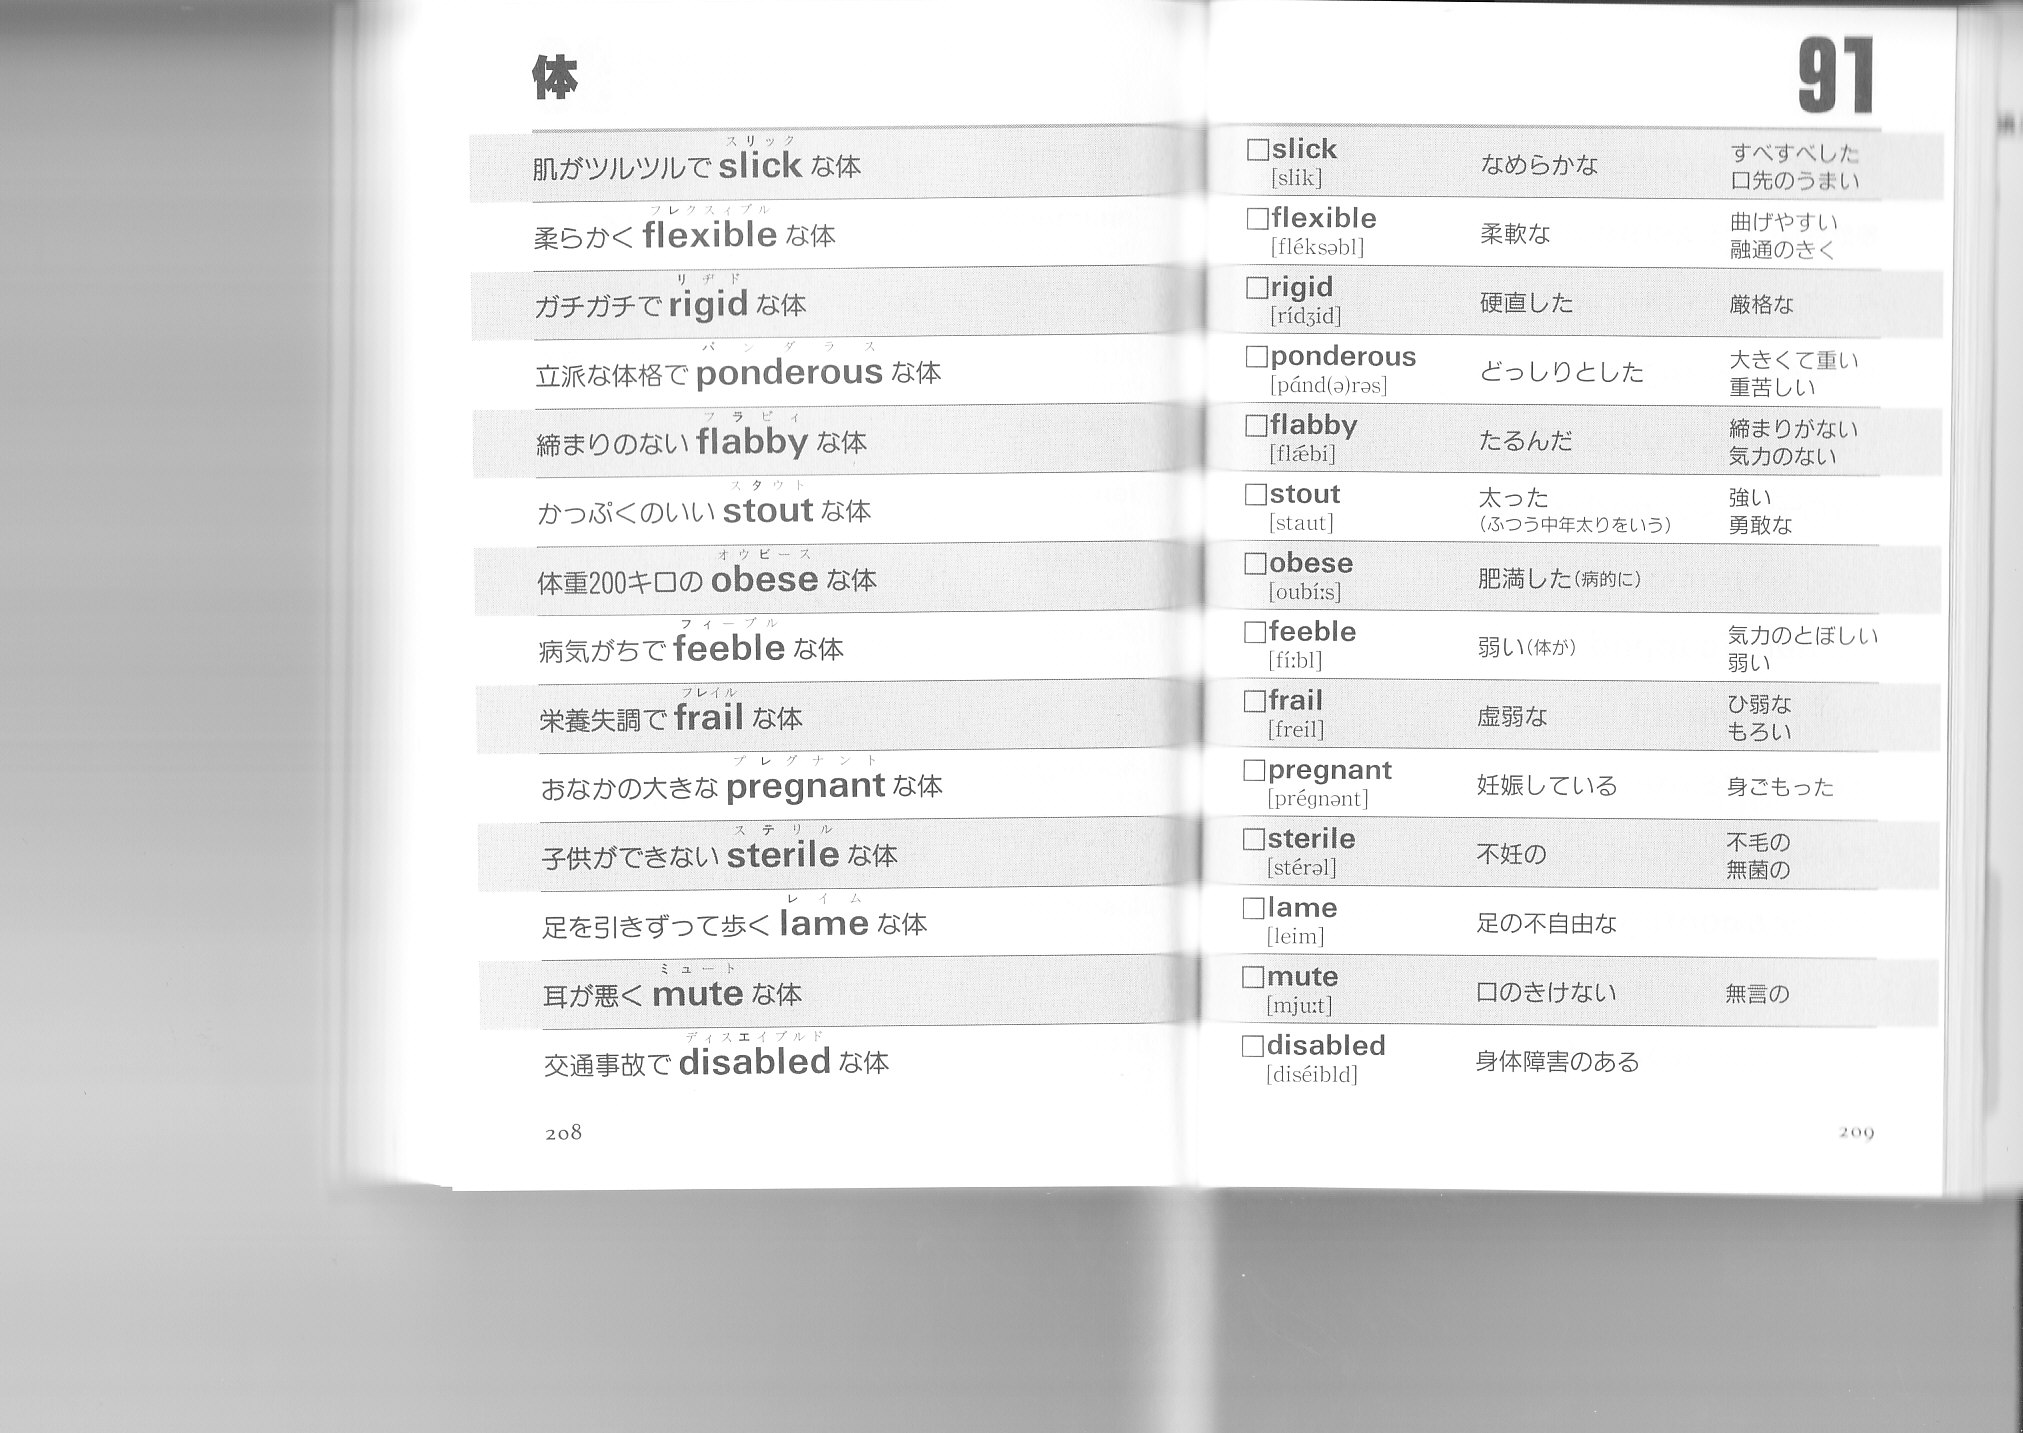 体
スリック
肌がツルツルで slick な体
フレクスィブル
柔らかく flexible な体
リヂド
ガチガチで rigid な体
パンダラス
立派な体格で ponderous な体
フラビィ
締まりのない flabby な体
スタウト
かっぷくのいい stout な体
オウビース
体重200キロの obese な体
フィーブル
病気がちで feeble な体
フレイル
栄養失調で frail な体
プレグナント
おなかの大きな pregnant な体
ステリル
子供ができない sterile な体
レイム
足を引きずって歩く lame な体
ミュート
耳が悪く mute な体
ディスエイブルド
交通事故で disabled な体
208
91
□slick なめらかな すべすべした
[slik] 口先のうまい
□flexible 柔軟な 曲げやすい
[fléksəbl] 融通のきく
□rigid 硬直した 厳格な
[rídʒid]
□ponderous どっしりとした 大きくて重い
[pánd(ə)rəs] 重苦しい
□flabby たるんだ 締まりがない
[flǽbi] 気力のない
□stout 太った 強い
[staut] (ふつう中年太りをいう) 勇敢な
□obese 肥満した(病的に)
[oubíːs]
□feeble 弱い(体が) 気力のとぼしい
[fíːbl] 弱い
□frail 虚弱な ひ弱な
[freil] もろい
□pregnant 妊娠している 身ごもった
[prégnənt]
□sterile 不妊の 不毛の
[stérəl] 無菌の
□lame 足の不自由な
[leim]
□mute 口のきけない 無言の
[mjuːt]
□disabled 身体障害のある
[diséibld]
209